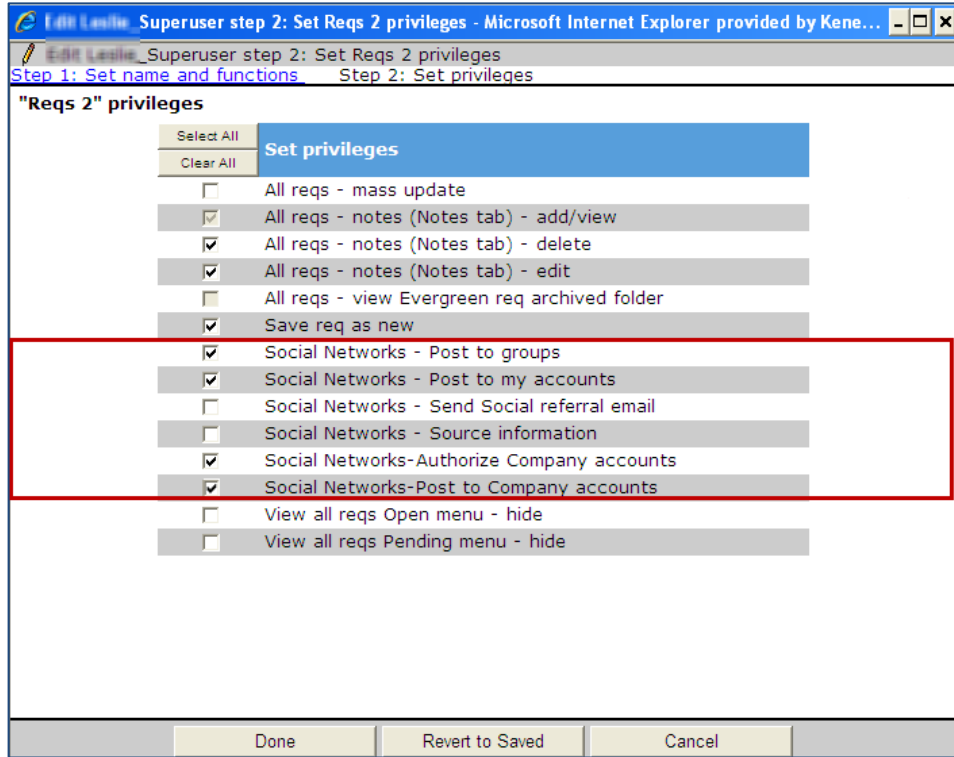 _Superuser step 2: Set Reqs 2 privileges - Microsoft Internet Explorer provided by Kene...
_Superuser step 2: Set Reqs 2 privileges
Step 1: Set name and functions Step 2: Set privileges
"Reqs 2" privileges
Select All
Clear All
Set privileges
All reqs - mass update
All reqs - notes (Notes tab) - add/view
All reqs - notes (Notes tab) - delete
All reqs - notes (Notes tab) - edit
All reqs - view Evergreen req archived folder
Save req as new
Social Networks - Post to groups
Social Networks - Post to my accounts
Social Networks - Send Social referral email
Social Networks - Source information
Social Networks-Authorize Company accounts
Social Networks-Post to Company accounts
View all reqs Open menu - hide
View all reqs Pending menu - hide
Done Revert to Saved Cancel